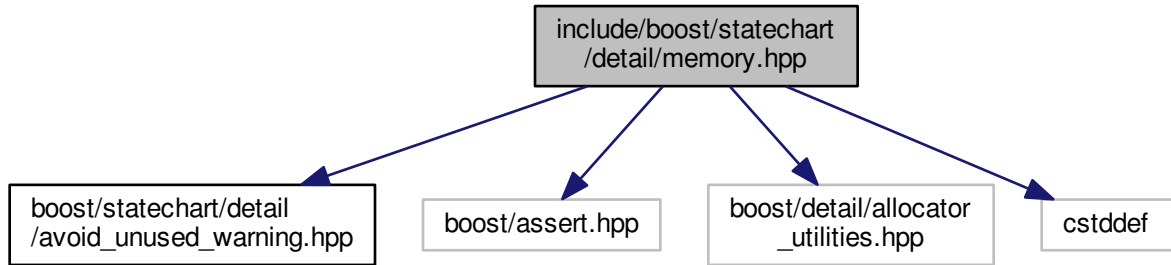 include/boost/statechart
/detail/memory.hpp
boost/statechart/detail
/avoid_unused_warning.hpp
boost/assert.hpp
boost/detail/allocator
_utilities.hpp
cstddef